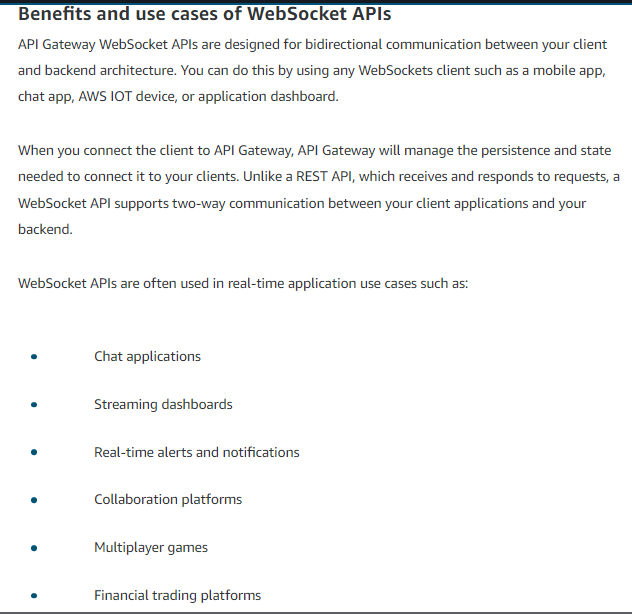 Benefits and use cases of WebSocket APIs
API Gateway WebSocket APIs are designed for bidirectional communication between your client
and backend architecture. You can do this by using any WebSockets client such as a mobile app,
chat app, AWS IOT device, or application dashboard.
When you connect the client to API Gateway, API Gateway will manage the persistence and state
needed to connect it to your clients. Unlike a REST API, which receives and responds to requests, a
WebSocket API supports two-way communication between your client applications and your
backend.
WebSocket APIs are often used in real-time application use cases such as:
• Chat applications
• Streaming dashboards
• Real-time alerts and notifications
• Collaboration platforms
• Multiplayer games
• Financial trading platforms